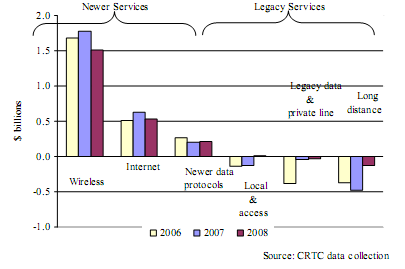 Newer Services
Legacy Services
2.0
1.5
1.0
0.5
0.0
-0.5
-1.0
$ billions
Wireless
Internet
Newer data
protocols
Local
&
access
Legacy data
&
private line
Long
distance
2006
2007
2008
Source: CRTC data collection